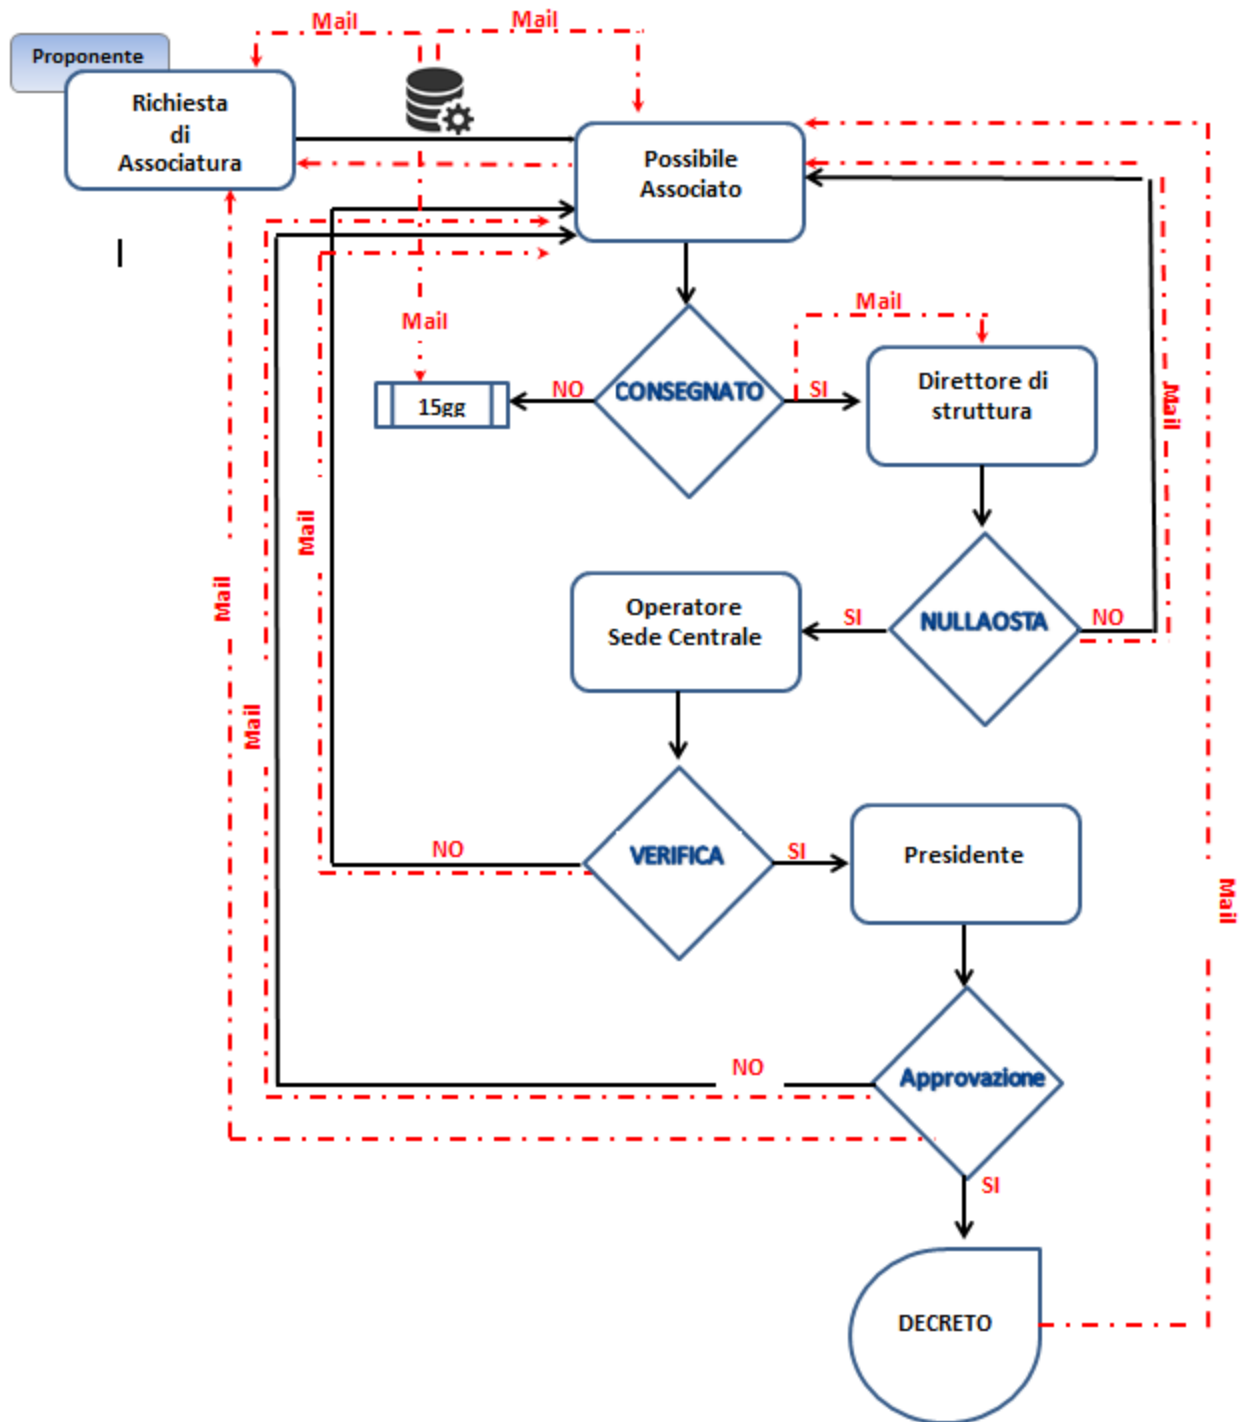 Mail
Mail
Proponente
Richiesta
di
Associatura
Possibile
Associato
Mail
Mail
15gg
NO
CONSEGNATO
SI
Direttore di
struttura
Mail
Mail
Operatore
Sede Centrale
SI
NULLAOSTA
NO
Mail
Mail
NO
VERIFICA
SI
Presidente
Mail
NO
Approvazione
SI
DECRETO